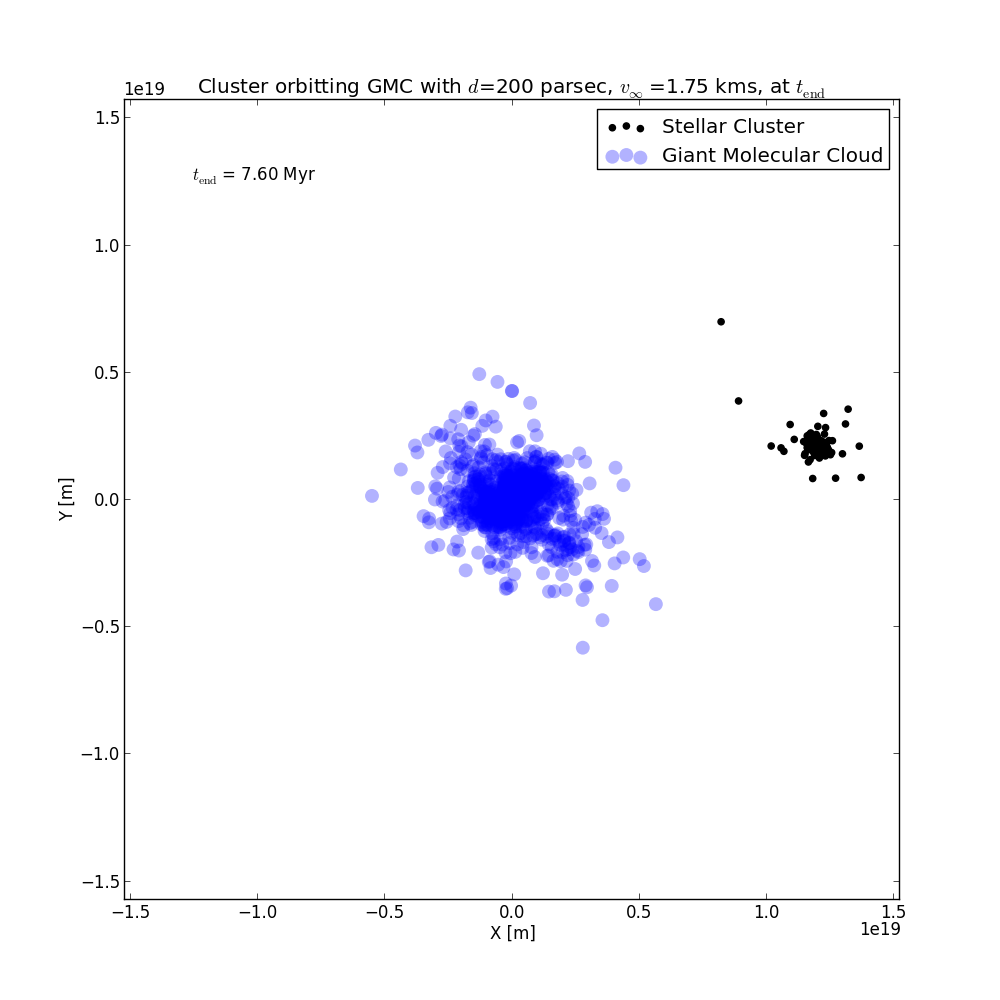 Cluster orbitting GMC with d=200 parsec, v∞ =1.75 kms, at tend
1e19
Stellar Cluster
Giant Molecular Cloud
tend = 7.60 Myr
1.5
1.0
0.5
0.0
−0.5
−1.0
−1.5
Y [m]
−1.5 −1.0 −0.5 0.0 0.5 1.0 1.5
X [m]
1e19